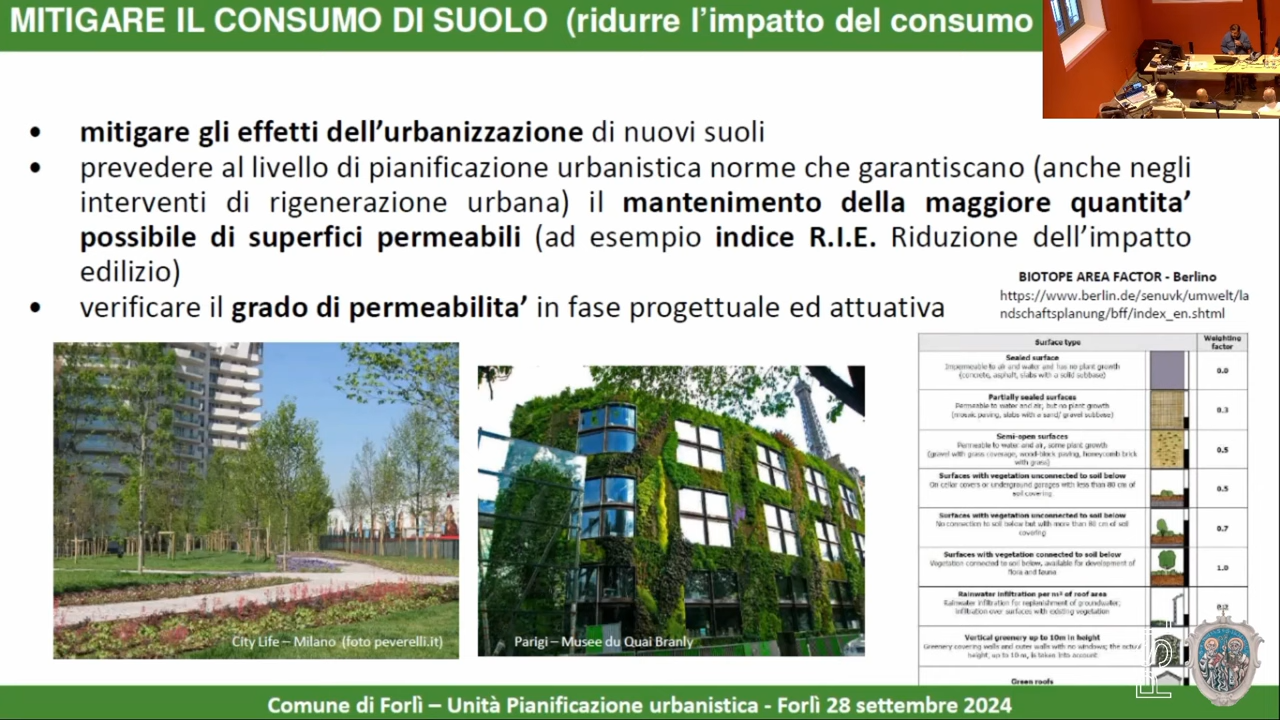 MITIGARE IL CONSUMO DI SUOLO (ridurre l'impatto del consumo
• mitigare gli effetti dell'urbanizzazione di nuovi suoli
• prevedere al livello di pianificazione urbanistica norme che garantiscano (anche negli
interventi di rigenerazione urbana) il mantenimento della maggiore quantita'
possibile di superfici permeabili (ad esempio indice R.I.E. Riduzione dell'impatto
edilizio)
• verificare il grado di permeabilita' in fase progettuale ed attuativa
BIOTOPE AREA FACTOR - Berlino
https://www.berlin.de/senuvk/umwelt/la
ndschaftsplanung/bff/index_en.shtml
Surface type Weighting
factor
Sealed surface
Impermeable to air and water and has no plant growth
(concrete, asphalt, slabs with a solid subbase)
0.0
Partially sealed surfaces
Permeable to water and air, but no plant growth
(mosaic paving, slabs with a sand/ gravel subbase)
0.3
Semi-open surfaces
Permeable to water and air, some plant growth
(gravel with grass coverage, wood-block paving, honeycomb brick
with grass)
0.5
Surfaces with vegetation unconnected to soil below
On cellar covers or underground garages with less than 80 cm of
soil covering
0.5
Surfaces with vegetation unconnected to soil below
No connection to soil below but with more than 80 cm of soil
covering
0.7
Surfaces with vegetation connected to soil below
Vegetation connected to soil below, available for development of
flora and fauna
1.0
Rainwater infiltration per m² of roof area
Rainwater infiltration for replenishment of groundwater;
infiltration over surfaces with existing vegetation
0.2
Vertical greenery up to 10m in height
Greenery covering walls and outer walls with no windows; the actual
height, up to 10 m, is taken into account
Green roofs
City Life – Milano (foto peverelli.it)
Parigi – Musee du Quai Branly
Comune di Forlì – Unità Pianificazione urbanistica - Forlì 28 settembre 2024